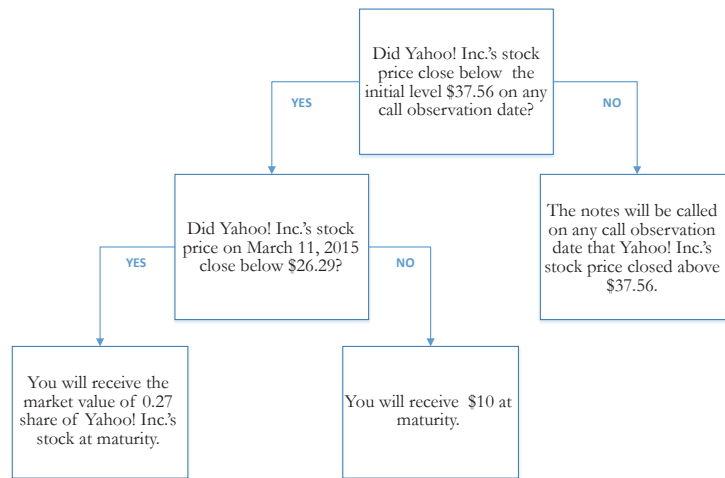 Did Yahoo! Inc.'s stock
price close below the
initial level $37.56 on any
call observation date?
YES
NO
Did Yahoo! Inc.'s stock
price on March 11, 2015
close below $26.29?
The notes will be called
on any call observation
date that Yahoo! Inc.'s
stock price closed above
$37.56.
YES
NO
You will receive the
market value of 0.27
share of Yahoo! Inc.'s
stock at maturity.
You will receive $10 at
maturity.